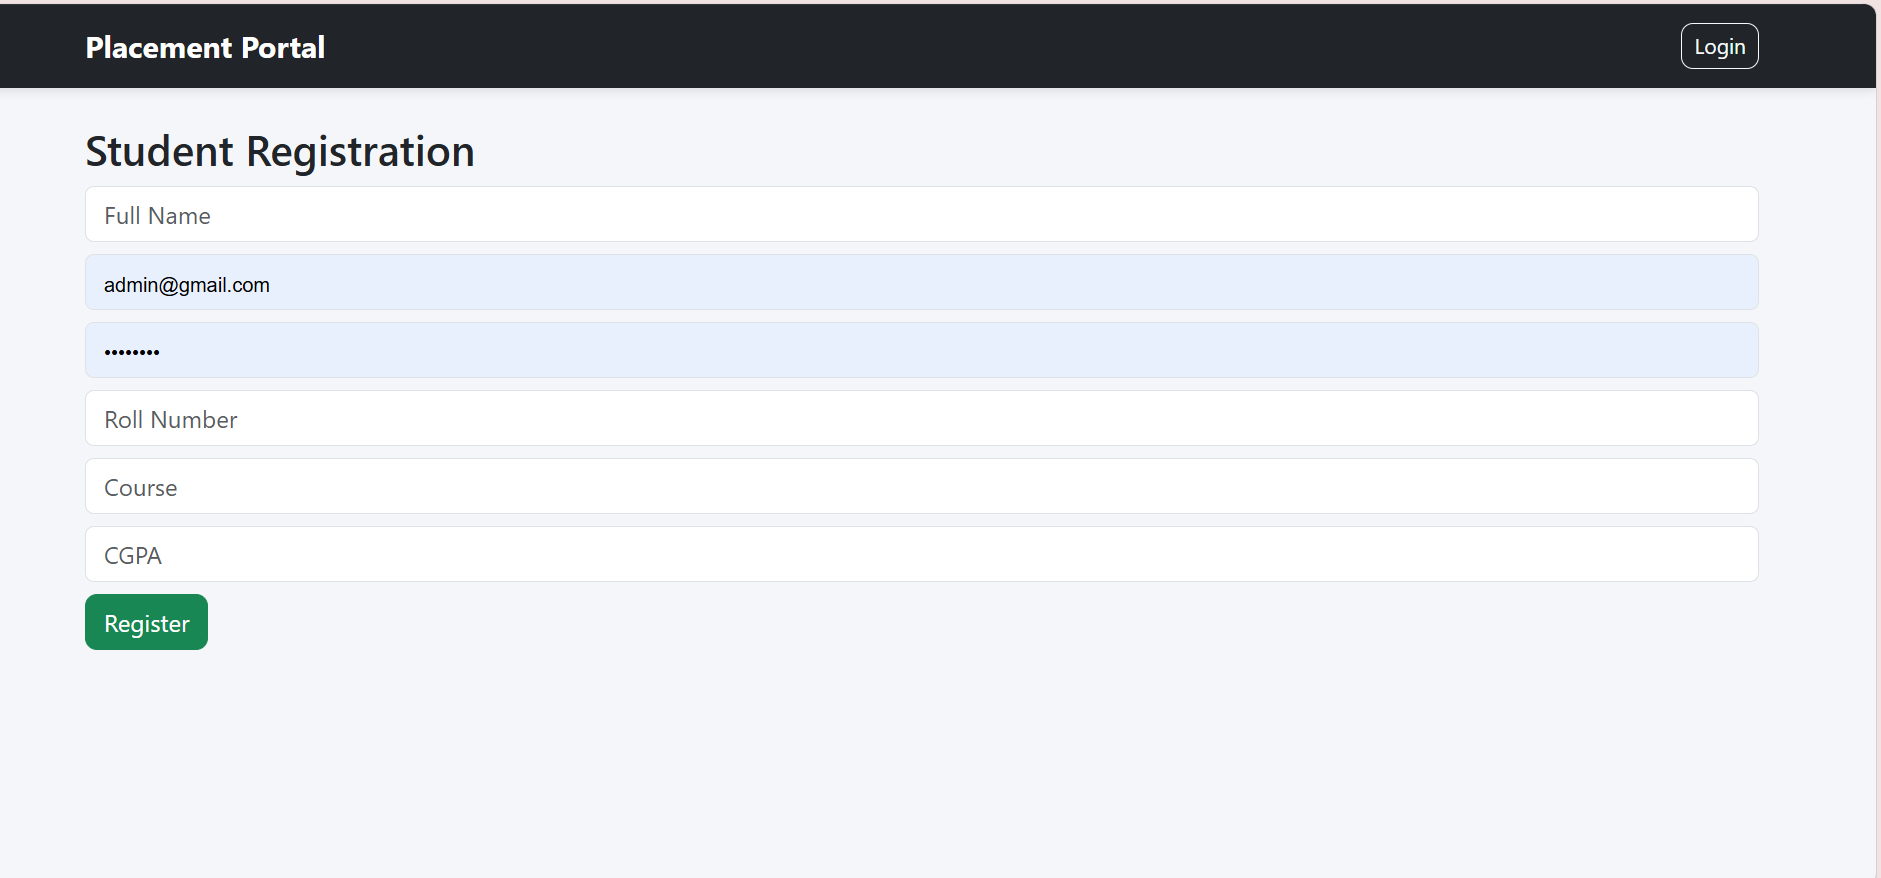 Placement Portal
Login
Student Registration
Full Name
admin@gmail.com
••••••••
Roll Number
Course
CGPA
Register